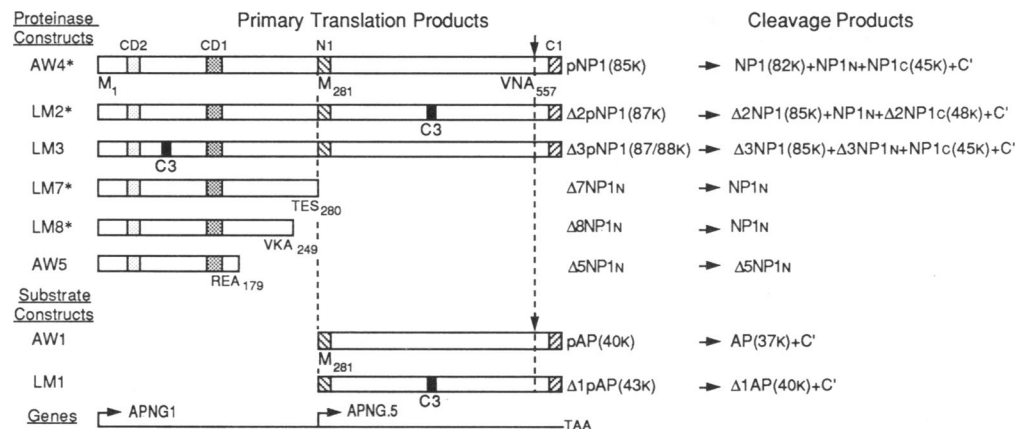 Proteinase Constructs
Primary Translation Products
Cleavage Products
CD2 CD1 N1 C1
AW4* pNP1(85K) → NP1(82K)+NP1N+NP1C(45K)+C'
M1 M281 VNA557
LM2* Δ2pNP1(87K) → Δ2NP1(85K)+NP1N+Δ2NP1C(48K)+C'
C3
LM3 Δ3pNP1(87/88K) → Δ3NP1(85K)+Δ3NP1N+NP1C(45K)+C'
C3
LM7* Δ7NP1N → NP1N
TES280
LM8* Δ8NP1N → NP1N
VKA249
AW5 Δ5NP1N → Δ5NP1N
REA179
Substrate Constructs
AW1 pAP(40K) → AP(37K)+C'
M281
LM1 Δ1pAP(43K) → Δ1AP(40K)+C'
C3
Genes APNG1 APNG.5 TAA